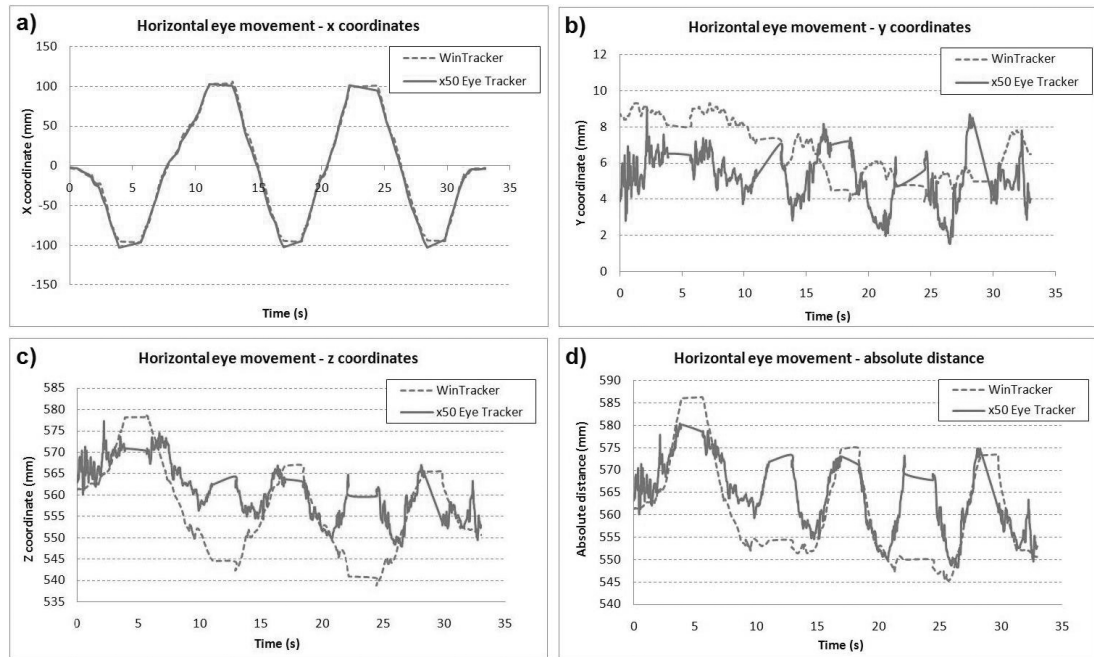 a)
Horizontal eye movement - x coordinates
150
100
50
0
-50
-100
-150
X coordinate (mm)
0 5 10 15 20 25 30 35
Time (s)
WinTracker
x50 Eye Tracker
b)
Horizontal eye movement - y coordinates
12
10
8
6
4
2
0
Y coordinate (mm)
0 5 10 15 20 25 30 35
Time (s)
WinTracker
x50 Eye Tracker
c)
Horizontal eye movement - z coordinates
585
580
575
570
565
560
555
550
545
540
535
Z coordinate (mm)
0 5 10 15 20 25 30 35
Time (s)
WinTracker
x50 Eye Tracker
d)
Horizontal eye movement - absolute distance
590
585
580
575
570
565
560
555
550
545
540
Absolute distance (mm)
0 5 10 15 20 25 30 35
Time (s)
WinTracker
x50 Eye Tracker